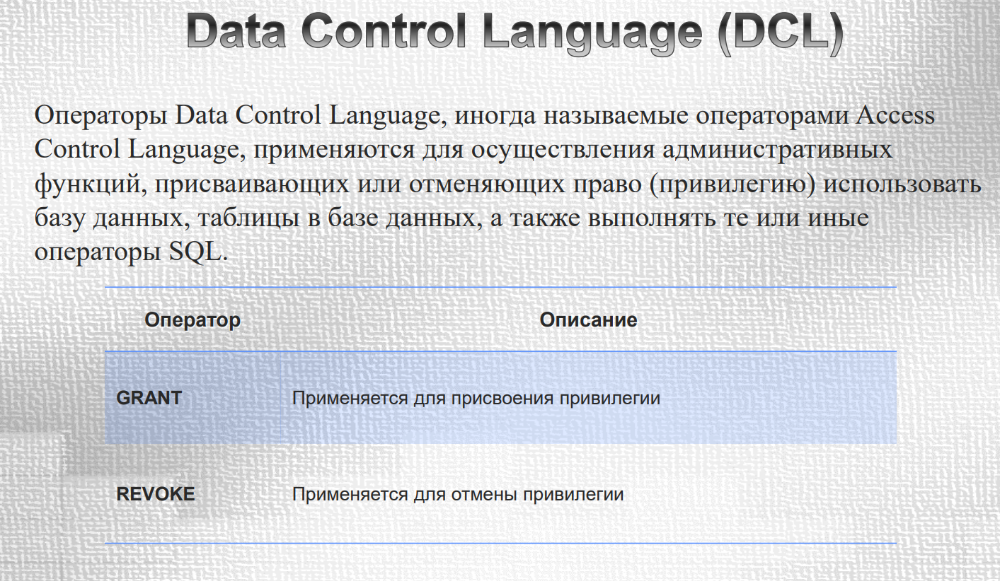 Data Control Language (DCL)
Операторы Data Control Language, иногда называемые операторами Access
Control Language, применяются для осуществления административных
функций, присваивающих или отменяющих право (привилегию) использовать
базу данных, таблицы в базе данных, а также выполнять те или иные
операторы SQL.
Оператор Описание
GRANT Применяется для присвоения привилегии
REVOKE Применяется для отмены привилегии